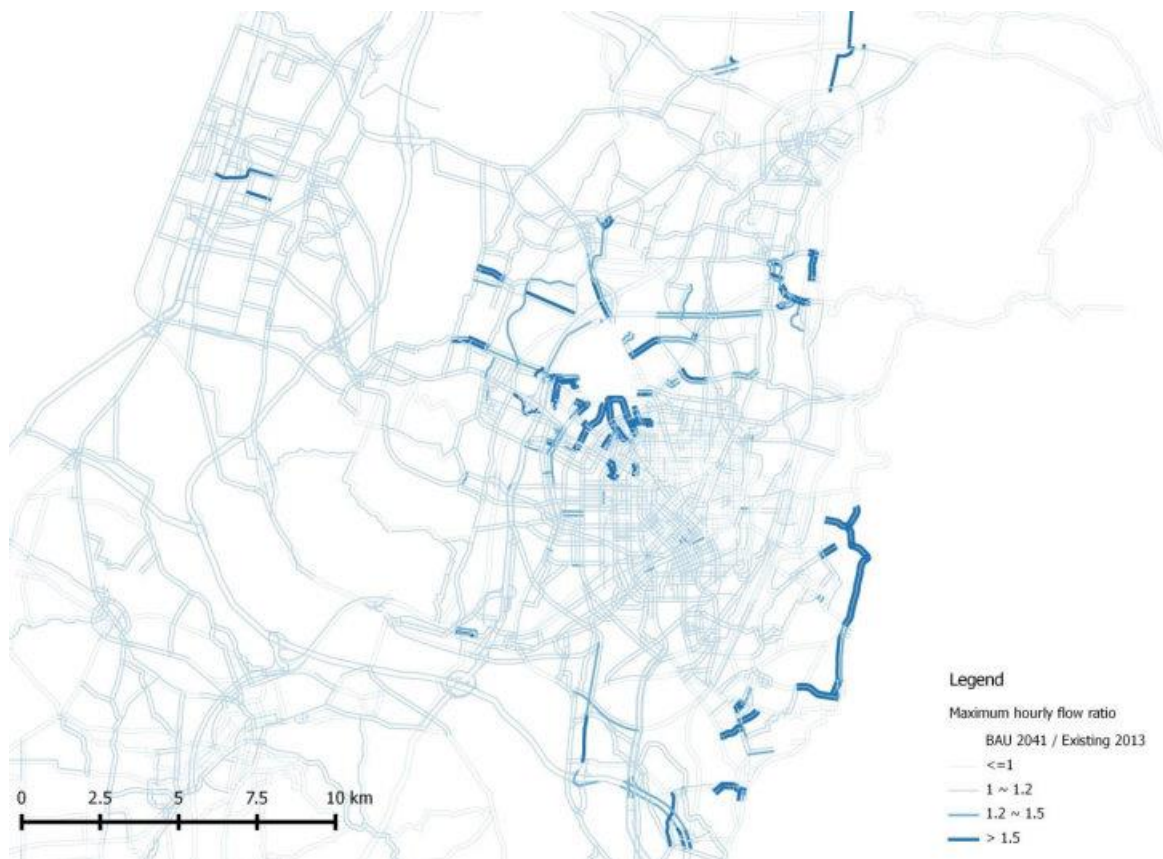 Legend
Maximum hourly flow ratio
BAU 2041 / Existing 2013
<=1
1 ~ 1.2
1.2 ~ 1.5
> 1.5
0 2.5 5 7.5 10 km